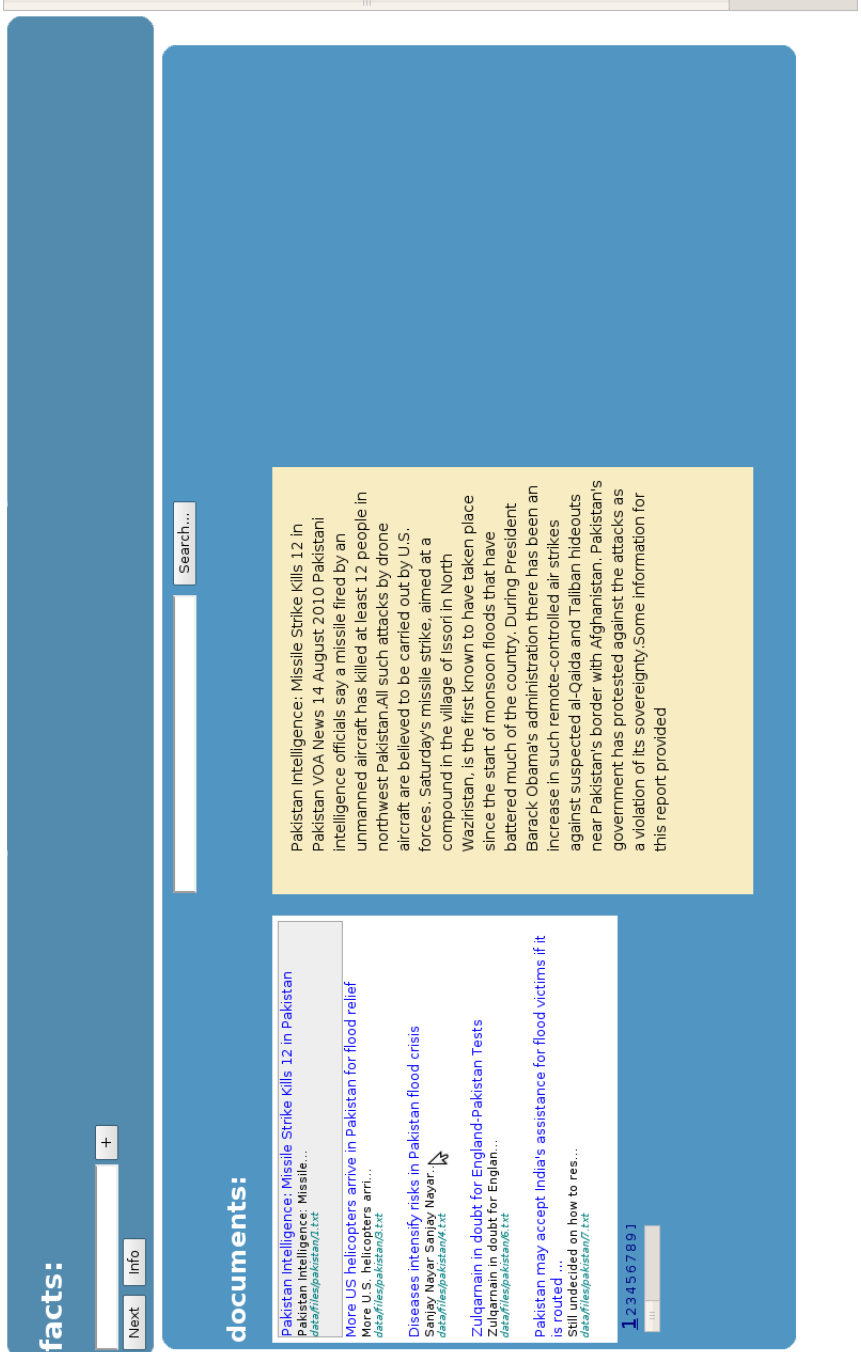 facts:
+
Next
Info
Search...
documents:
Pakistan Intelligence: Missile Strike Kills 12 in Pakistan
Pakistan Intelligence: Missile...
data/files/pakistan/1.txt
More US helicopters arrive in Pakistan for flood relief
More U.S. helicopters arri...
data/files/pakistan/3.txt
Diseases intensify risks in Pakistan flood crisis
Sanjay Nayar Sanjay Nayar...
data/files/pakistan/4.txt
Zulqarnain in doubt for England-Pakistan Tests
Zulqarnain in doubt for Englan...
data/files/pakistan/6.txt
Pakistan may accept India's assistance for flood victims if it
is routed ...
Still undecided on how to res...
data/files/pakistan/7.txt
1 2 3 4 5 6 7 8 9 1
Pakistan Intelligence: Missile Strike Kills 12 in
Pakistan VOA News 14 August 2010 Pakistani
intelligence officials say a missile fired by an
unmanned aircraft has killed at least 12 people in
northwest Pakistan.All such attacks by drone
aircraft are believed to be carried out by U.S.
forces. Saturday's missile strike, aimed at a
compound in the village of Issori in North
Waziristan, is the first known to have taken place
since the start of monsoon floods that have
battered much of the country. During President
Barack Obama's administration there has been an
increase in such remote-controlled air strikes
against suspected al-Qaida and Taliban hideouts
near Pakistan's border with Afghanistan. Pakistan's
government has protested against the attacks as
a violation of its sovereignty.Some information for
this report provided